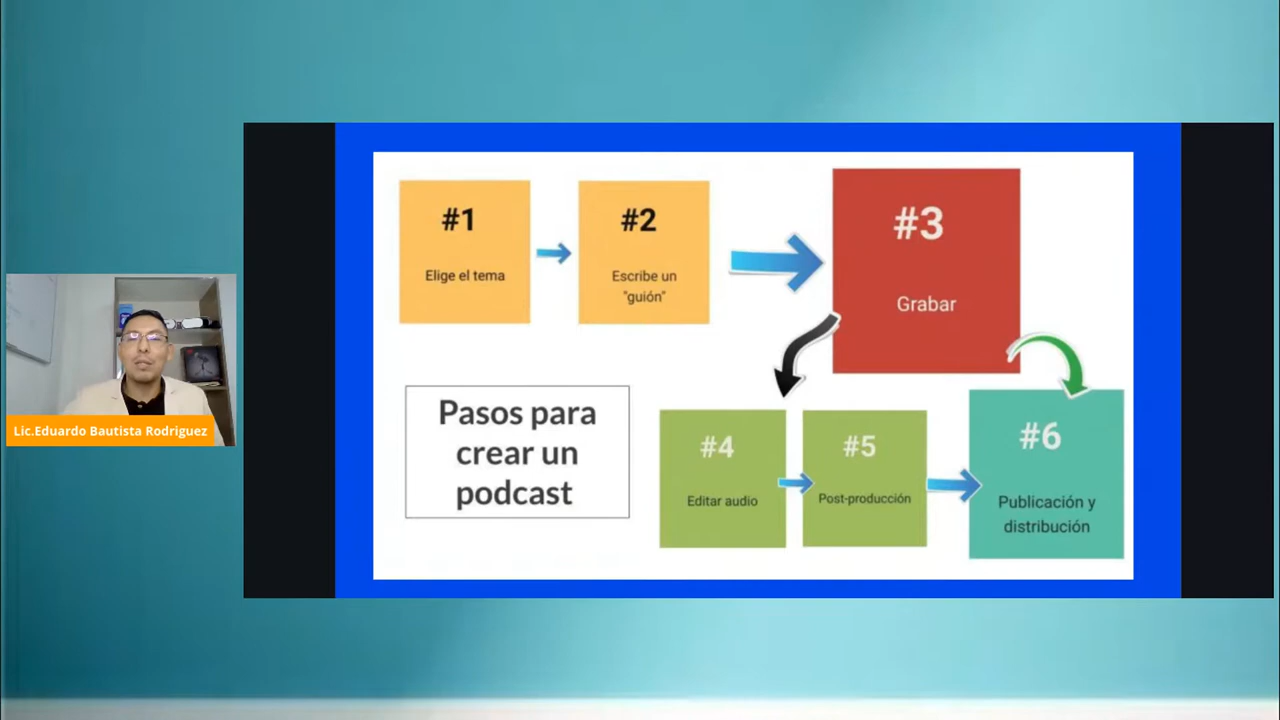 #1
Elige el tema
#2
Escribe un
"guión"
#3
Grabar
Pasos para
crear un
podcast
#4
Editar audio
#5
Post-producción
#6
Publicación y
distribución
Lic.Eduardo Bautista Rodriguez